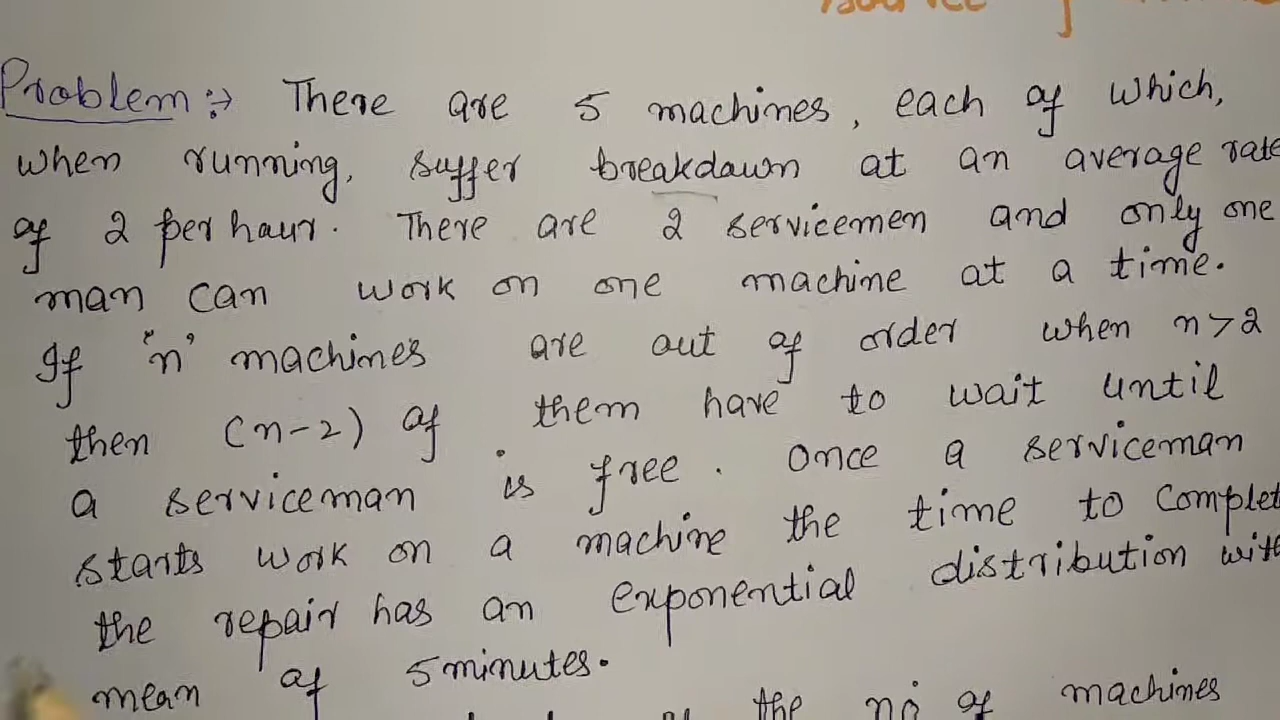 Problem :→ There are 5 machines, each of which,
when running, suffer breakdown at an average rate
of 2 per hour. There are 2 servicemen and only one
man can work on one machine at a time.
If "n" machines are out of order when n>2
then (n-2) of them have to wait until
a serviceman is free. Once a serviceman
starts work on a machine the time to complet
the repair has an exponential distribution with
mean of 5 minutes.
the no of machines